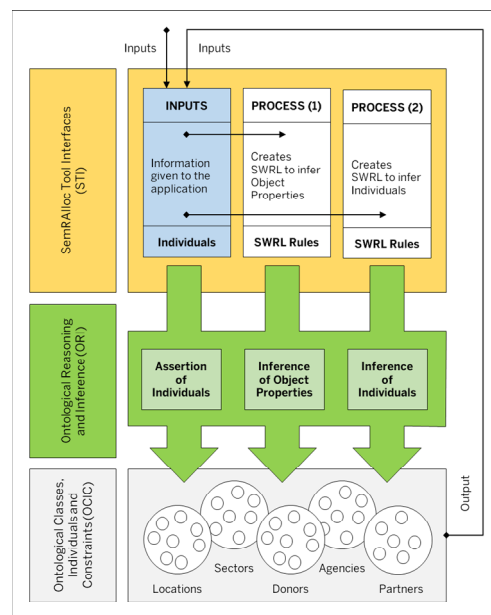 Inputs
Inputs
SemRAlloc Tool Interfaces
(STI)
INPUTS
Information
given to the
application
Individuals
PROCESS (1)
Creates
SWRL to infer
Object
Properties
SWRL Rules
PROCESS (2)
Creates
SWRL to infer
Individuals
SWRL Rules
Ontological Reasoning
and Inference (ORI)
Assertion
of
Individuals
Inference
of Object
Properties
Inference
of
Individuals
Ontological Classes,
Individuals and
Constraints (OCIC)
Locations
Sectors
Donors
Agencies
Partners
Output